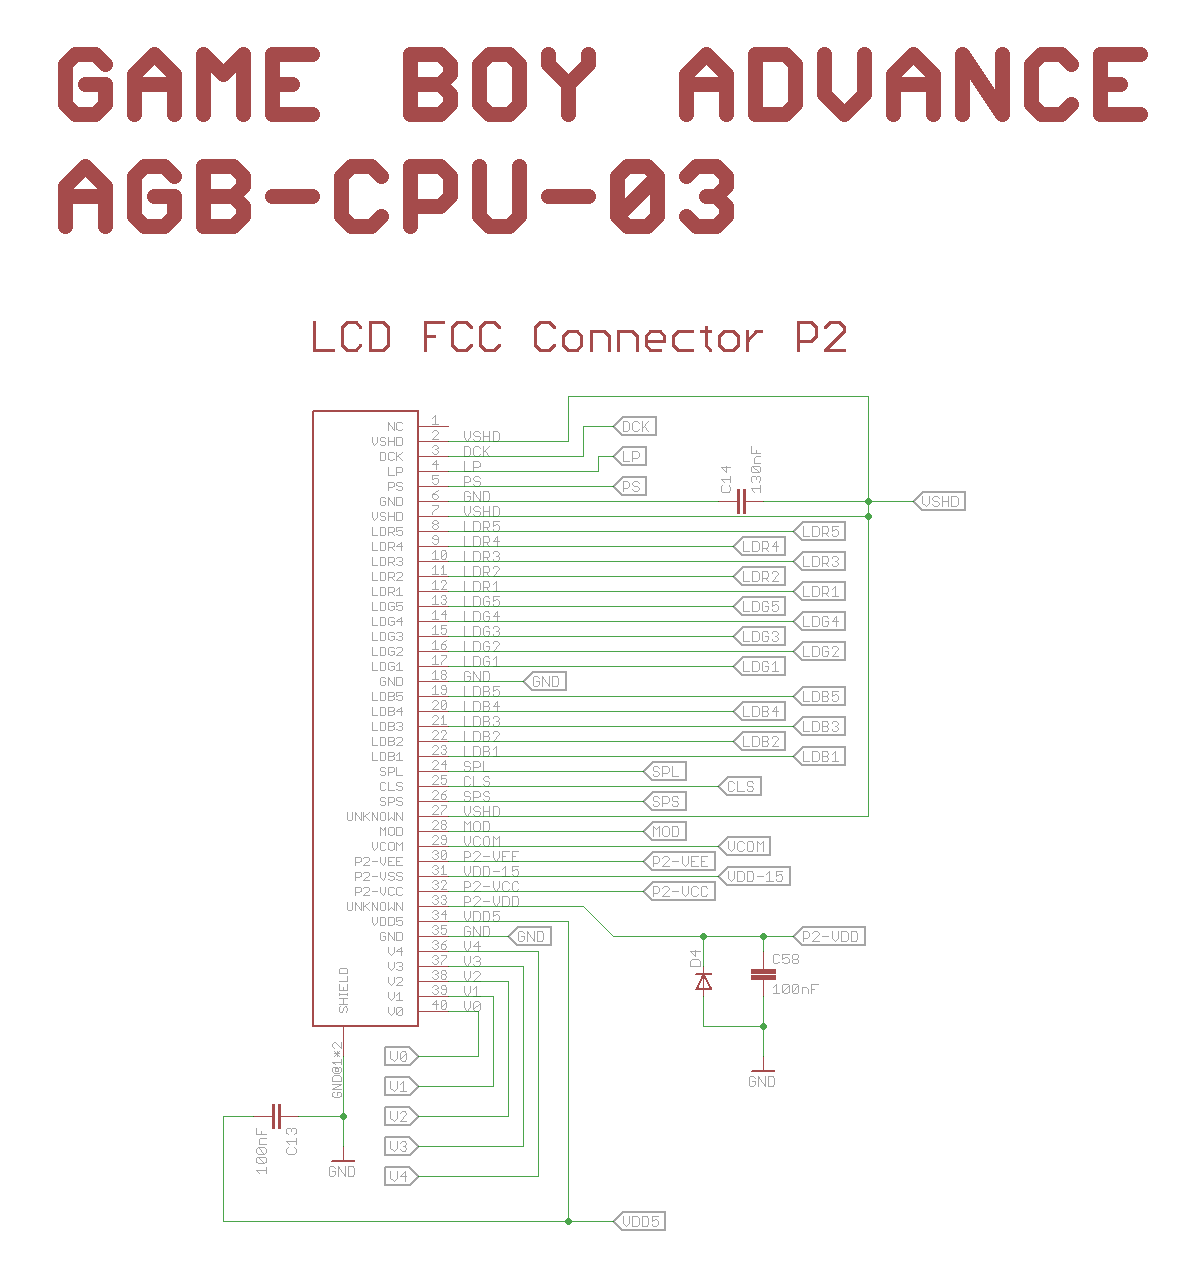 GAME BOY ADVANCE
AGB-CPU-03
LCD FCC Connector P2
NC 1
VSHD 2 VSHD
DCK 3 DCK DCK
LP 4 LP LP
PS 5 PS PS
GND 6 GND C14 130nF VSHD
VSHD 7 VSHD
LDR5 8 LDR5 LDR5
LDR4 9 LDR4 LDR4
LDR3 10 LDR3 LDR3
LDR2 11 LDR2 LDR2
LDR1 12 LDR1 LDR1
LDG5 13 LDG5 LDG5
LDG4 14 LDG4 LDG4
LDG3 15 LDG3 LDG3
LDG2 16 LDG2 LDG2
LDG1 17 LDG1 LDG1
GND 18 GND GND
LDB5 19 LDB5 LDB5
LDB4 20 LDB4 LDB4
LDB3 21 LDB3 LDB3
LDB2 22 LDB2 LDB2
LDB1 23 LDB1 LDB1
SPL 24 SPL SPL
CLS 25 CLS CLS
SPS 26 SPS SPS
UNKNOWN 27 VSHD
MOD 28 MOD MOD
VCOM 29 VCOM VCOM
P2-VEE 30 P2-VEE P2-VEE
P2-VSS 31 VDD-15 VDD-15
P2-VCC 32 P2-VCC P2-VCC
UNKNOWN 33 P2-VDD
VDD5 34 VDD5
GND 35 GND GND P2-VDD
V4 36 V4
V3 37 V3 D4 C58
V2 38 V2
V1 39 V1 100nF
V0 40 V0
SHIELD
GND@1*2
V0
GND
V1
V2
100nF C13
V3
GND
V4
VDD5